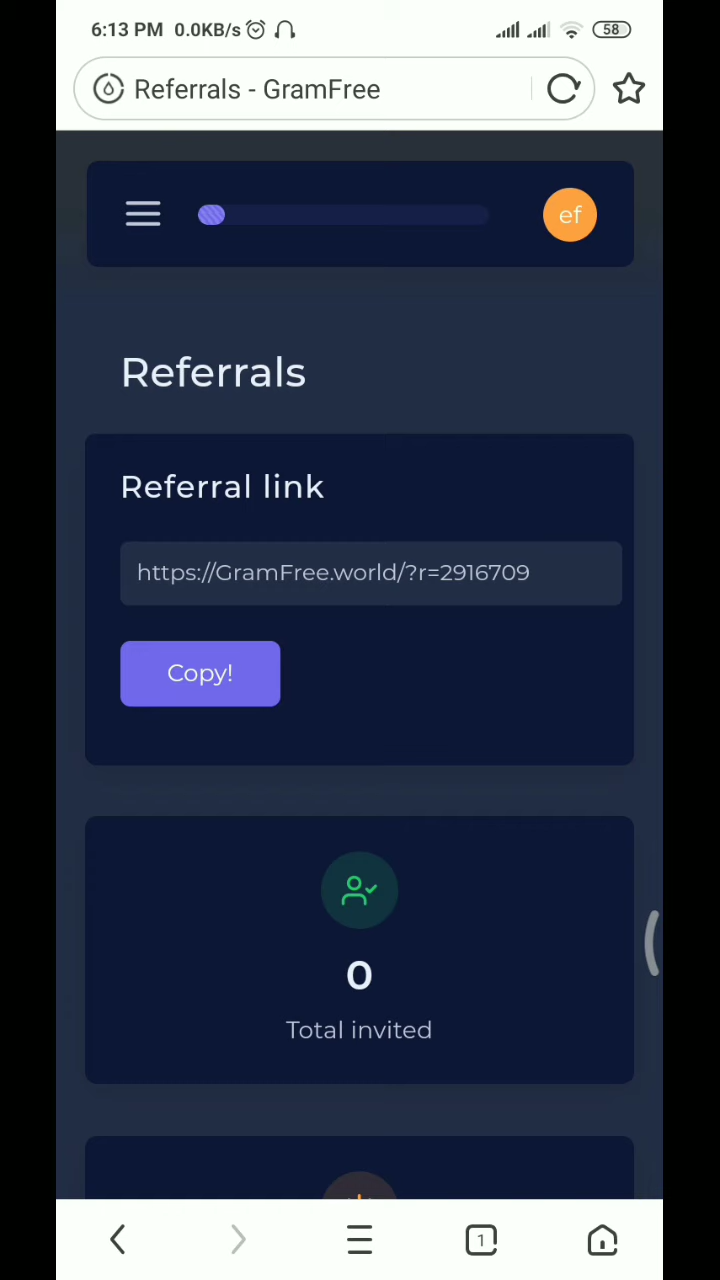 6:13 PM 0.0KB/s 58
Referrals - GramFree
ef
Referrals
Referral link
https://GramFree.world/?r=2916709
Copy!
0
Total invited
1